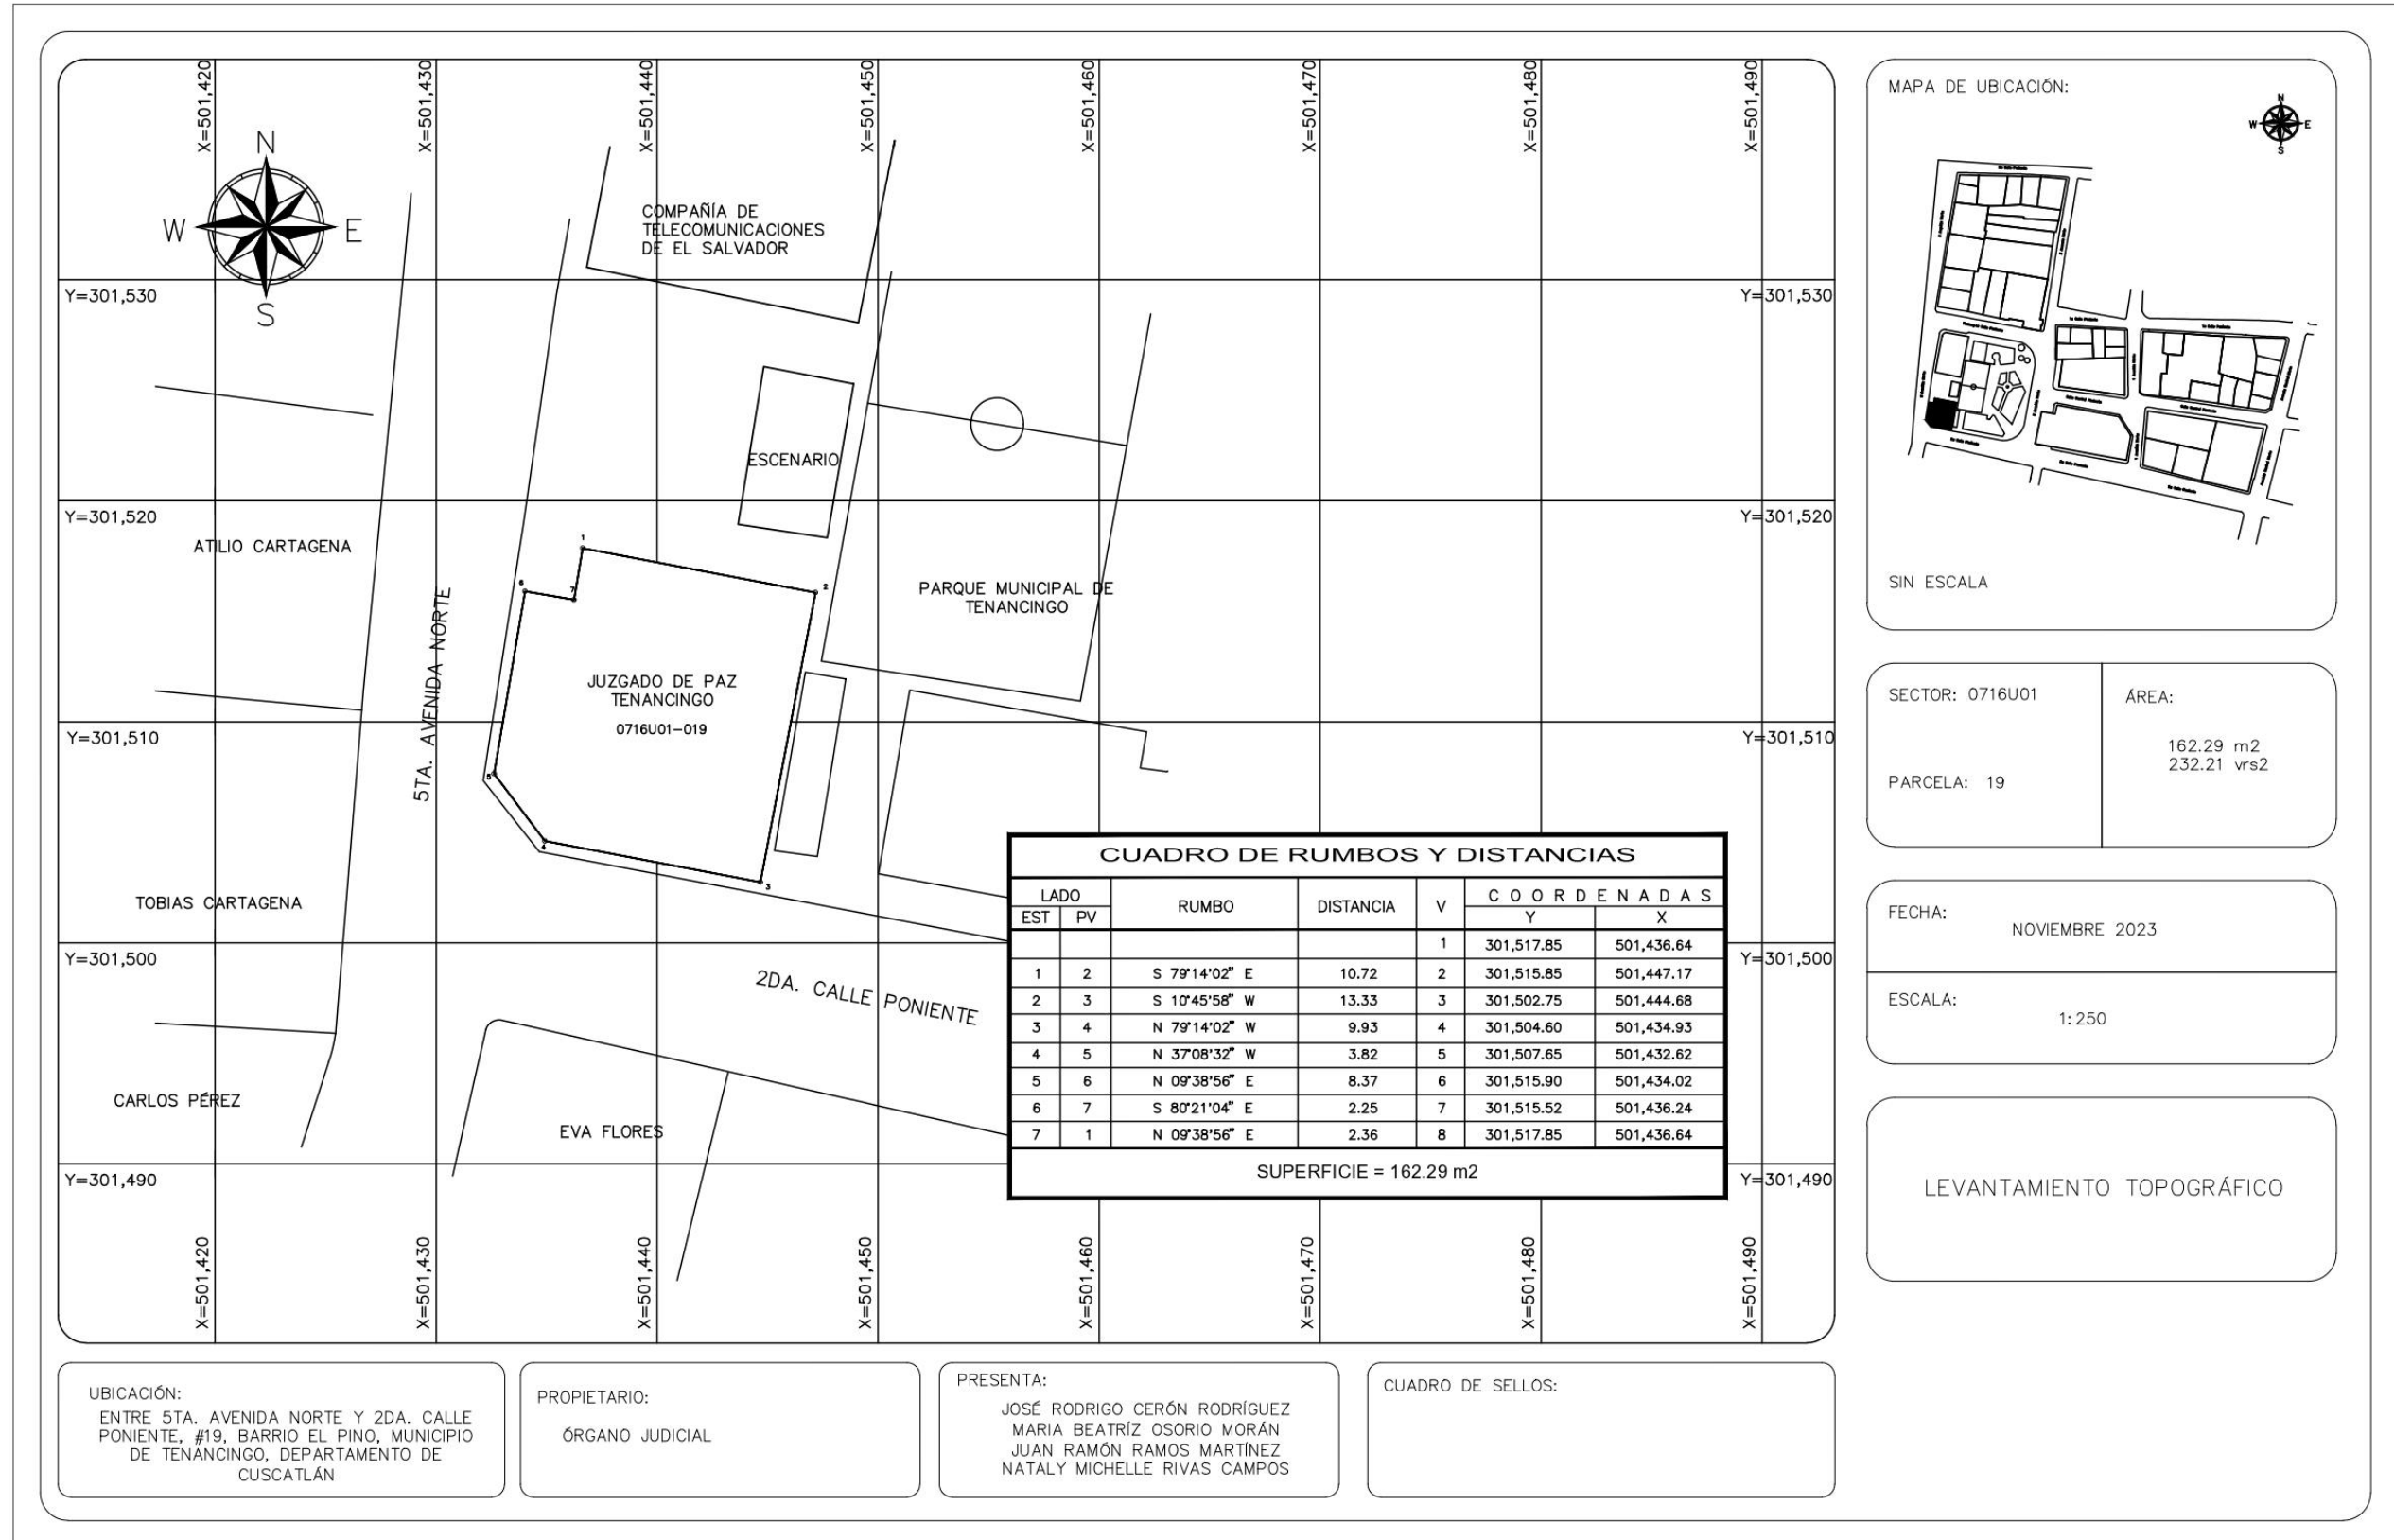 X=501,420
X=501,430
X=501,440
X=501,450
X=501,460
X=501,470
X=501,480
X=501,490
N
W
E
S
COMPAÑÍA DE
TELECOMUNICACIONES
DE EL SALVADOR
Y=301,530
Y=301,530
ESCENARIO
Y=301,520
Y=301,520
ATILIO CARTAGENA
1
2
6
7
PARQUE MUNICIPAL DE
TENANCINGO
5TA. AVENIDA NORTE
JUZGADO DE PAZ
TENANCINGO
0716U01-019
Y=301,510
Y=301,510
5
4
3
TOBIAS CARTAGENA
Y=301,500
Y=301,500
2DA. CALLE PONIENTE
CARLOS PÉREZ
EVA FLORES
Y=301,490
Y=301,490
X=501,420
X=501,430
X=501,440
X=501,450
X=501,460
X=501,470
X=501,480
X=501,490
CUADRO DE RUMBOS Y DISTANCIAS
LADO RUMBO DISTANCIA V COORDENADAS
EST PV Y X
1 301,517.85 501,436.64
1 2 S 79°14'02" E 10.72 2 301,515.85 501,447.17
2 3 S 10°45'58" W 13.33 3 301,502.75 501,444.68
3 4 N 79°14'02" W 9.93 4 301,504.60 501,434.93
4 5 N 37°08'32" W 3.82 5 301,507.65 501,432.62
5 6 N 09°38'56" E 8.37 6 301,515.90 501,434.02
6 7 S 80°21'04" E 2.25 7 301,515.52 501,436.24
7 1 N 09°38'56" E 2.36 8 301,517.85 501,436.64
SUPERFICIE = 162.29 m2
MAPA DE UBICACIÓN:
N
W
E
S
SIN ESCALA
SECTOR: 0716U01
PARCELA: 19
ÁREA:
162.29 m2
232.21 vrs2
FECHA:
NOVIEMBRE 2023
ESCALA:
1:250
LEVANTAMIENTO TOPOGRÁFICO
UBICACIÓN:
ENTRE 5TA. AVENIDA NORTE Y 2DA. CALLE
PONIENTE, #19, BARRIO EL PINO, MUNICIPIO
DE TENANCINGO, DEPARTAMENTO DE
CUSCATLÁN
PROPIETARIO:
ÓRGANO JUDICIAL
PRESENTA:
JOSÉ RODRIGO CERÓN RODRÍGUEZ
MARIA BEATRÍZ OSORIO MORÁN
JUAN RAMÓN RAMOS MARTÍNEZ
NATALY MICHELLE RIVAS CAMPOS
CUADRO DE SELLOS: